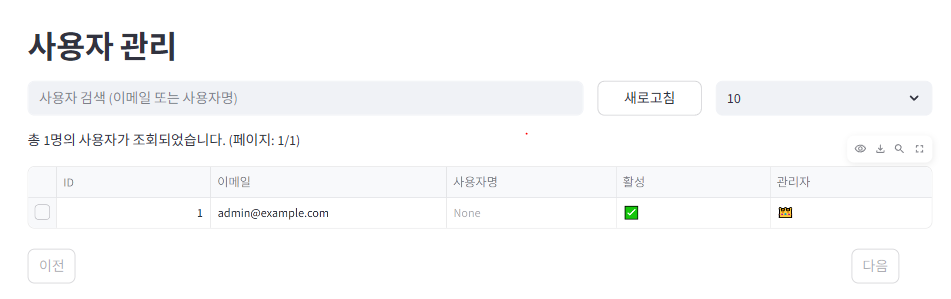 사용자 관리
사용자 검색 (이메일 또는 사용자명) 새로고침 10
총 1명의 사용자가 조회되었습니다. (페이지: 1/1)
ID 이메일 사용자명 활성 관리자
1 admin@example.com None
이전 다음